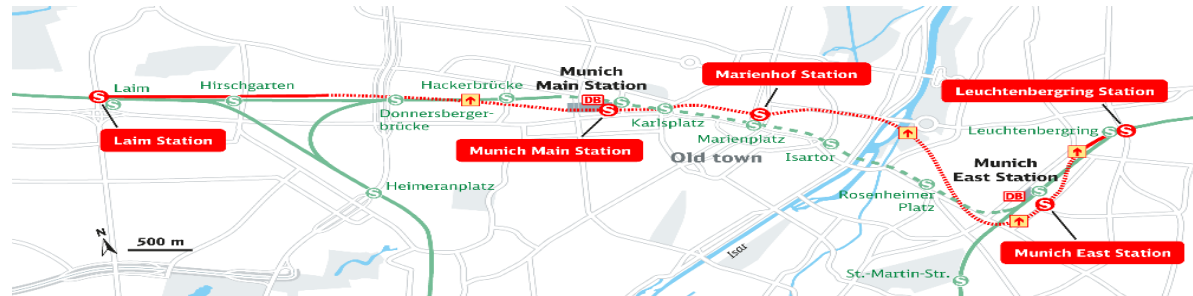 Laim
Hirschgarten
Hackerbrücke
Munich
Main Station
DB
Marienhof Station
Leuchtenbergring Station
S
S
S
S
S
S
S
S
S
S
S
S
Laim Station
Donnersberger-
brücke
Munich Main Station
Karlsplatz
Marienplatz
Old town
Isartor
Leuchtenbergring
Munich
East Station
DB
Heimeranplatz
S
Rosenheimer
Platz
S
S
S
N
500 m
Isar
St.-Martin-Str.
S
Munich East Station